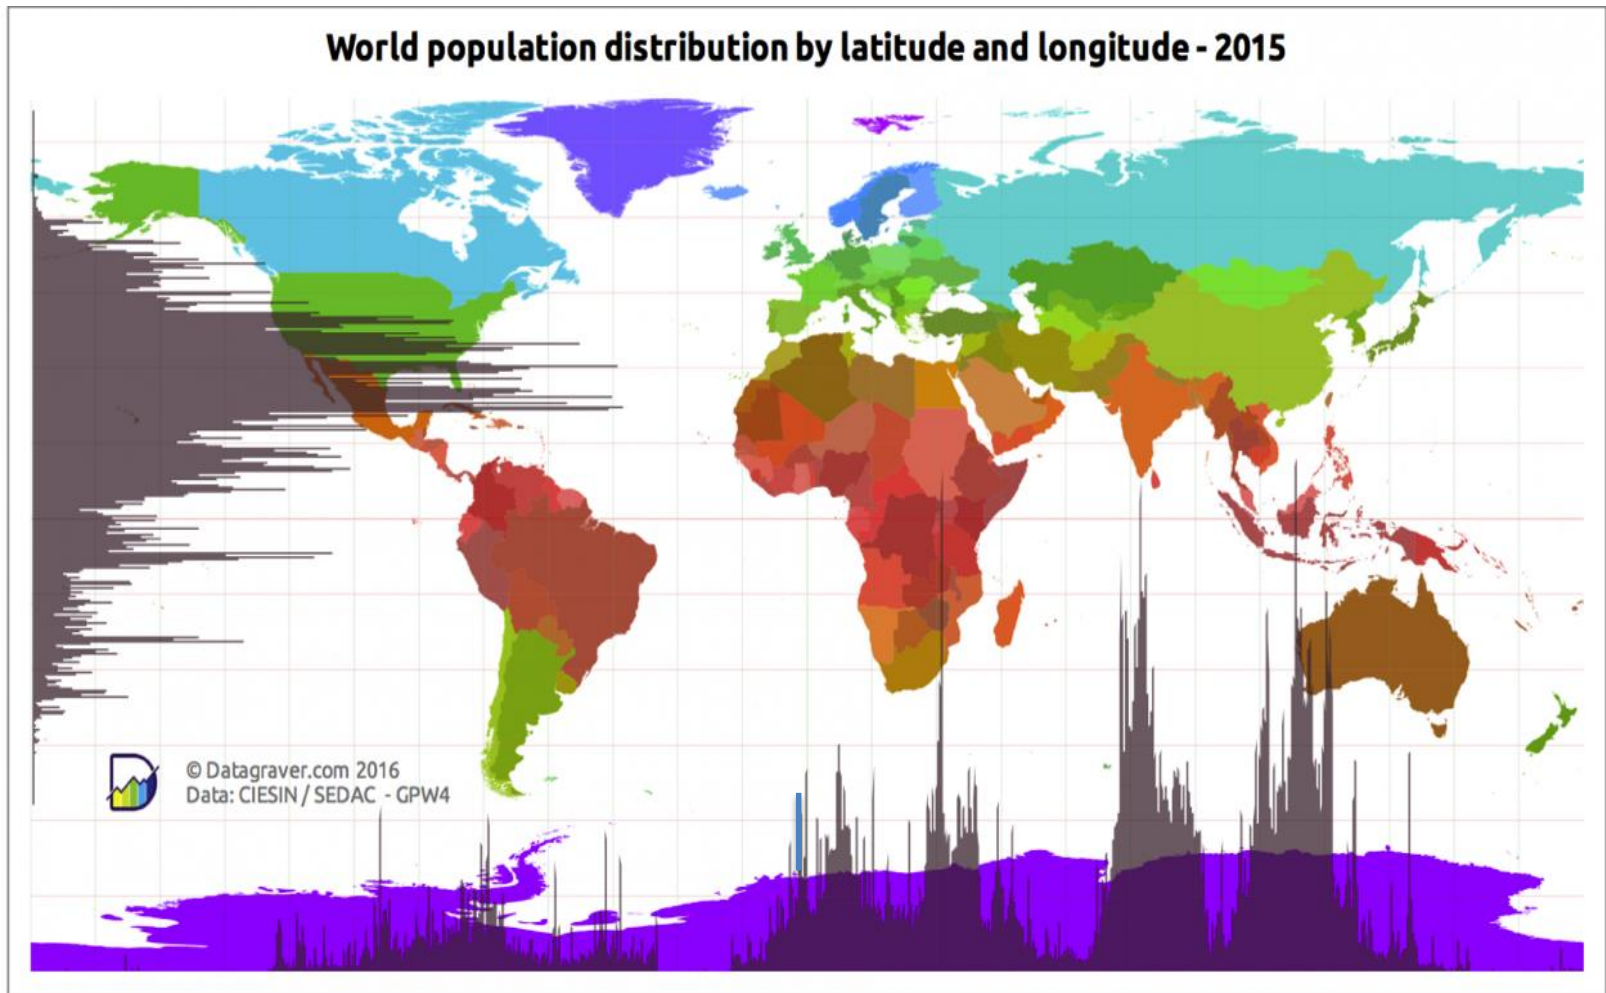 World population distribution by latitude and longitude - 2015
© Datagraver.com 2016
Data: CIESIN / SEDAC - GPW4